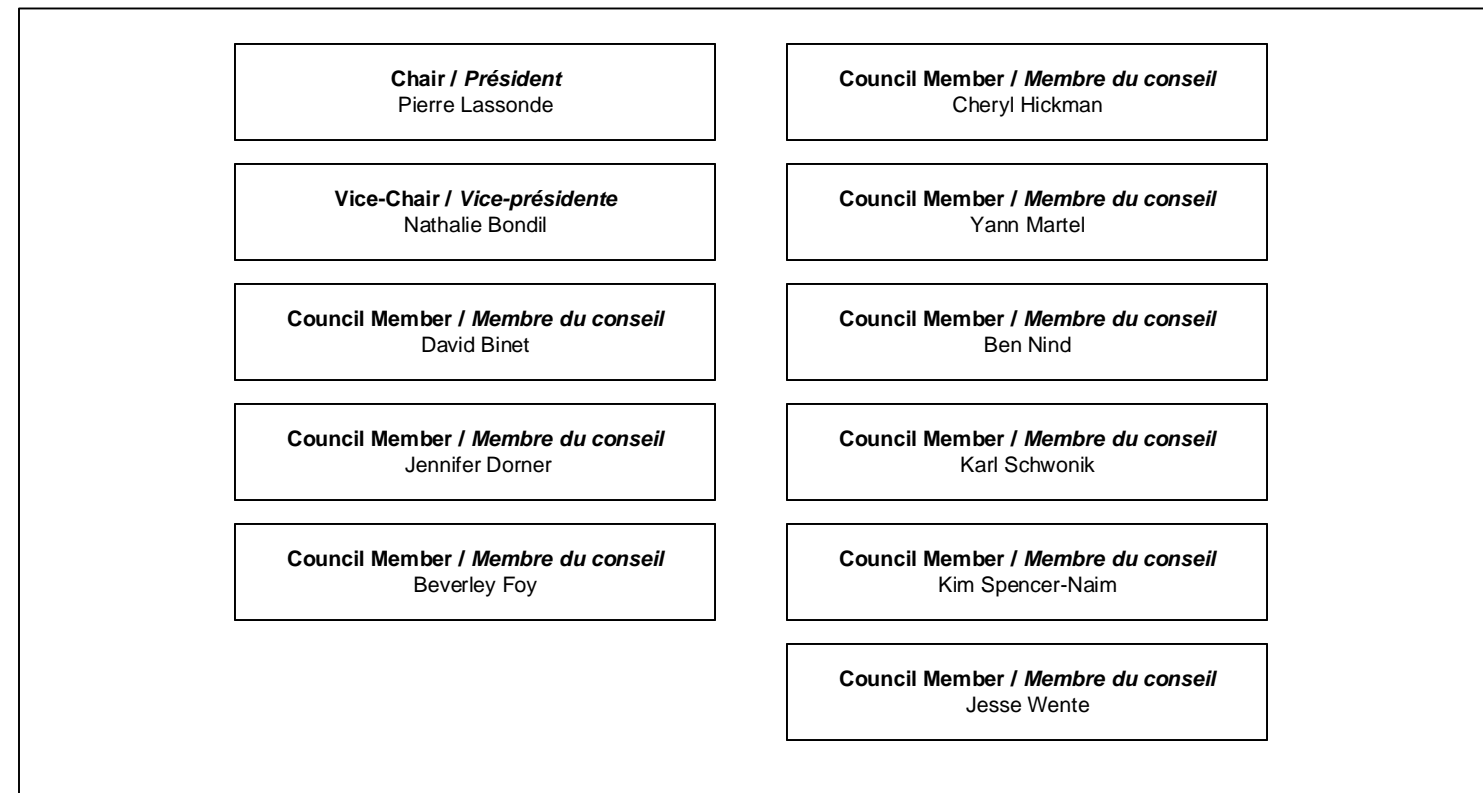 Chair / Président
Pierre Lassonde
Vice-Chair / Vice-présidente
Nathalie Bondil
Council Member / Membre du conseil
David Binet
Council Member / Membre du conseil
Jennifer Dorner
Council Member / Membre du conseil
Beverley Foy
Council Member / Membre du conseil
Cheryl Hickman
Council Member / Membre du conseil
Yann Martel
Council Member / Membre du conseil
Ben Nind
Council Member / Membre du conseil
Karl Schwonik
Council Member / Membre du conseil
Kim Spencer-Nairn
Council Member / Membre du conseil
Jesse Wente